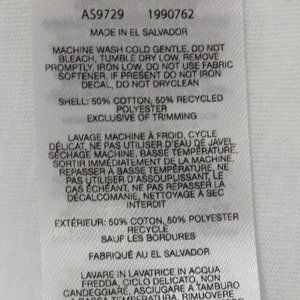 AS9729 1990762
MADE IN EL SALVADOR
MACHINE WASH COLD GENTLE, DO NOT
BLEACH, TUMBLE DRY LOW, REMOVE
PROMPTLY, IRON LOW, DO NOT USE FABRIC
SOFTENER, IF PRESENT DO NOT IRON
DECAL, DO NOT DRYCLEAN
SHELL: 50% COTTON, 50% RECYCLED
POLYESTER
EXCLUSIVE OF TRIMMING
LAVAGE MACHINE À FROID, CYCLE
DÉLICAT, NE PAS UTILISER D'EAU DE JAVEL,
SÉCHAGE MACHINE BASSE TEMPÉRATURE,
SORTIR IMMÉDIATEMENT DE LA MACHINE,
REPASSER À BASSE TEMPÉRATURE, NE
PAS UTILISER D'ASSOUPLISSANT, LE
CAS ÉCHÉANT, NE PAS REPASSER LA
DÉCALCOMANIE, NETTOYAGE À SEC
INTERDIT
EXTÉRIEUR: 50% COTON, 50% POLYESTER
RECYCLÉ
SAUF LES BORDURES
FABRIQUÉ AU EL SALVADOR
LAVARE IN LAVATRICE IN ACQUA
FREDDA, CICLO DELICATO, NON
CANDEGGIARE, ASCIUGARE A TAMBURO
A BASSA TEMPERATURA, RIMUOVERE